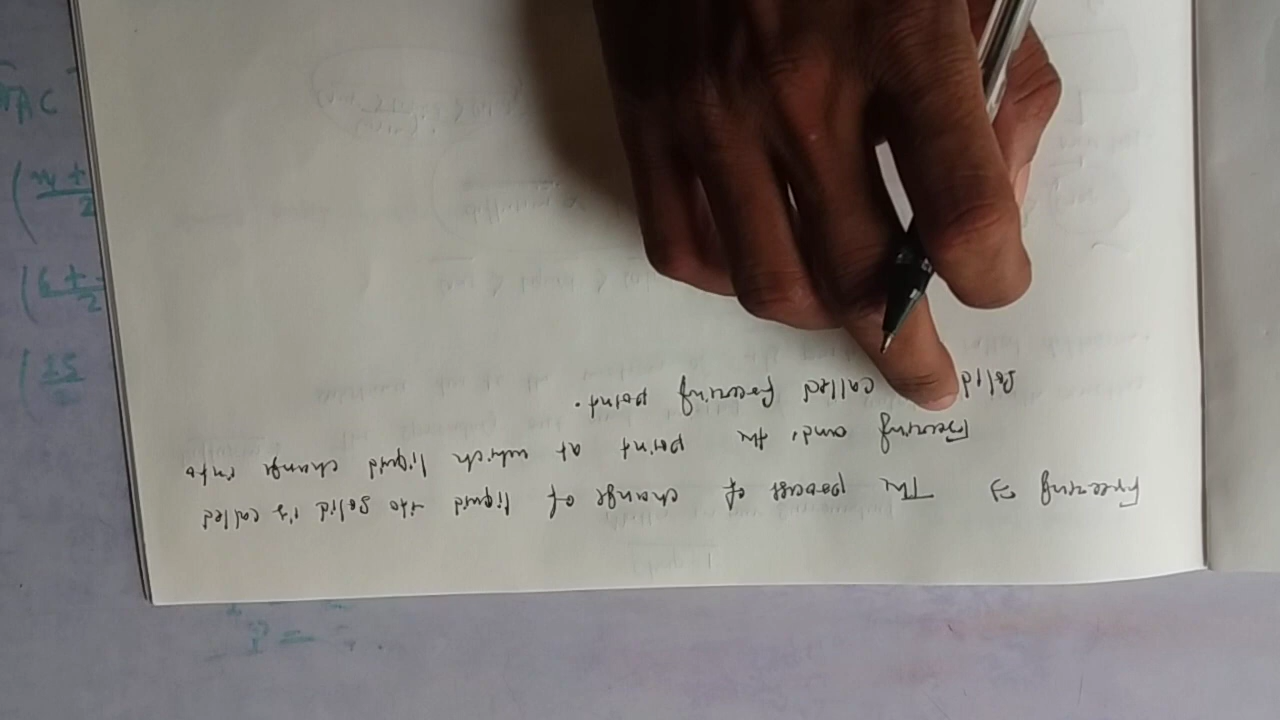 Freezing => The process of change of liquid ito solid is called
Freezing and, the point at which liquid change into
Solid called freezing point.